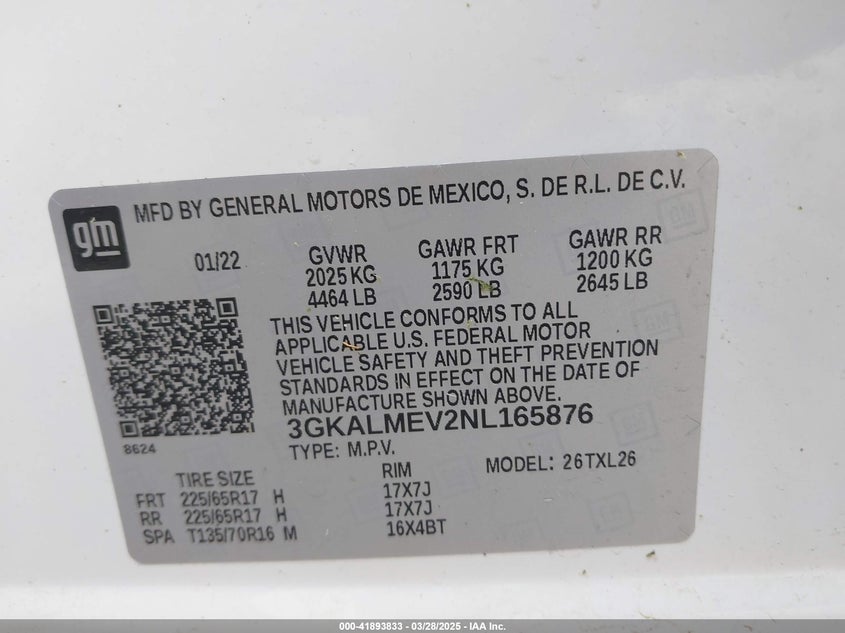 gm
MFD BY GENERAL MOTORS DE MEXICO, S. DE R.L. DE C.V.
01/22 GVWR GAWR FRT GAWR RR
2025 KG 1175 KG 1200 KG
4464 LB 2590 LB 2645 LB
THIS VEHICLE CONFORMS TO ALL
APPLICABLE U.S. FEDERAL MOTOR
VEHICLE SAFETY AND THEFT PREVENTION
STANDARDS IN EFFECT ON THE DATE OF
MANUFACTURE SHOWN ABOVE.
3GKALMEV2NL165876
8624
TYPE: M.P.V. MODEL: 26TXL26
TIRE SIZE RIM
FRT 225/65R17 H 17X7J
RR 225/65R17 H 17X7J
SPA T135/70R16 M 16X4BT
000-41893833 - 03/28/2025 - IAA Inc.